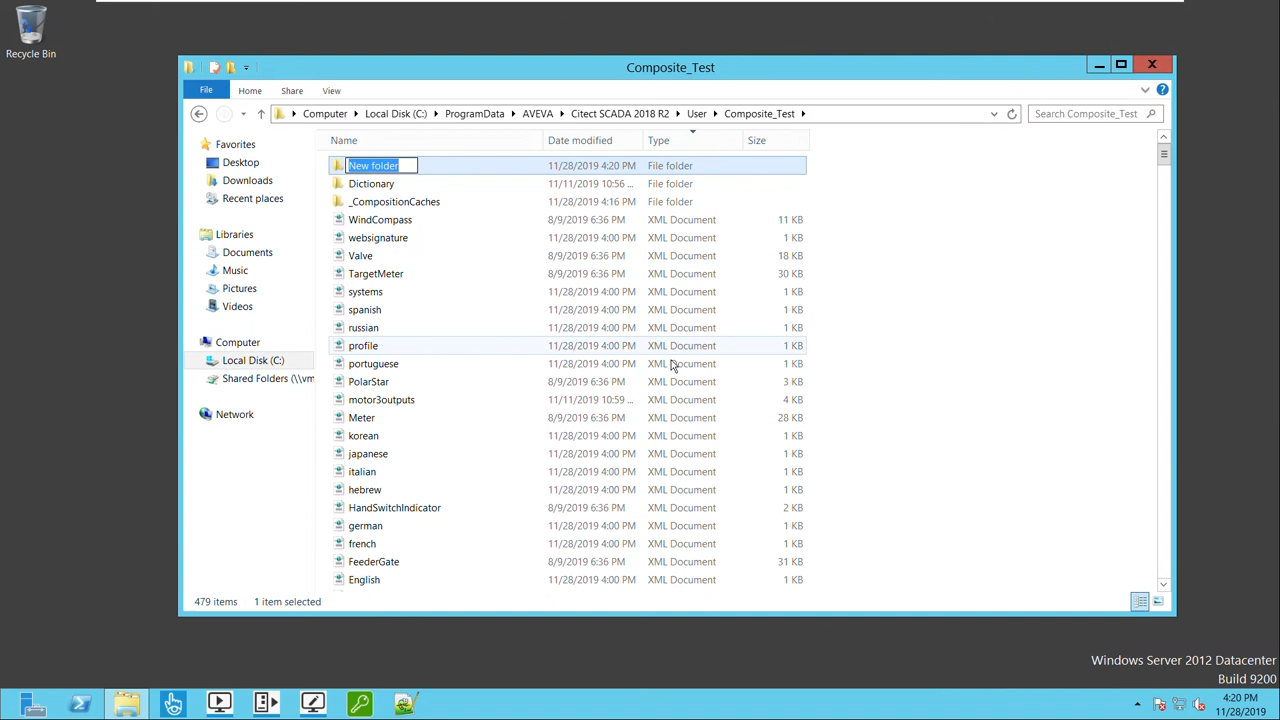 Recycle Bin
Composite_Test
File Home Share View
Computer Local Disk (C:) ProgramData AVEVA Citect SCADA 2018 R2 User Composite_Test
Search Composite_Test
Favorites
Desktop
Downloads
Recent places
Libraries
Documents
Music
Pictures
Videos
Computer
Local Disk (C:)
Shared Folders (\\vm
Network
Name Date modified Type Size
New folder 11/28/2019 4:20 PM File folder
Dictionary 11/11/2019 10:56 ... File folder
_CompositionCaches 11/28/2019 4:16 PM File folder
WindCompass 8/9/2019 6:36 PM XML Document 11 KB
websignature 11/28/2019 4:00 PM XML Document 1 KB
Valve 8/9/2019 6:36 PM XML Document 18 KB
TargetMeter 8/9/2019 6:36 PM XML Document 30 KB
systems 11/28/2019 4:00 PM XML Document 1 KB
spanish 11/28/2019 4:00 PM XML Document 1 KB
russian 11/28/2019 4:00 PM XML Document 1 KB
profile 11/28/2019 4:00 PM XML Document 1 KB
portuguese 11/28/2019 4:00 PM XML Document 1 KB
PolarStar 8/9/2019 6:36 PM XML Document 3 KB
motor3outputs 11/11/2019 10:59 ... XML Document 4 KB
Meter 8/9/2019 6:36 PM XML Document 28 KB
korean 11/28/2019 4:00 PM XML Document 1 KB
japanese 11/28/2019 4:00 PM XML Document 1 KB
italian 11/28/2019 4:00 PM XML Document 1 KB
hebrew 11/28/2019 4:00 PM XML Document 1 KB
HandSwitchIndicator 8/9/2019 6:36 PM XML Document 2 KB
german 11/28/2019 4:00 PM XML Document 1 KB
french 11/28/2019 4:00 PM XML Document 1 KB
FeederGate 8/9/2019 6:36 PM XML Document 31 KB
English 11/28/2019 4:00 PM XML Document 1 KB
479 items 1 item selected
Windows Server 2012 Datacenter
Build 9200
4:20 PM
11/28/2019